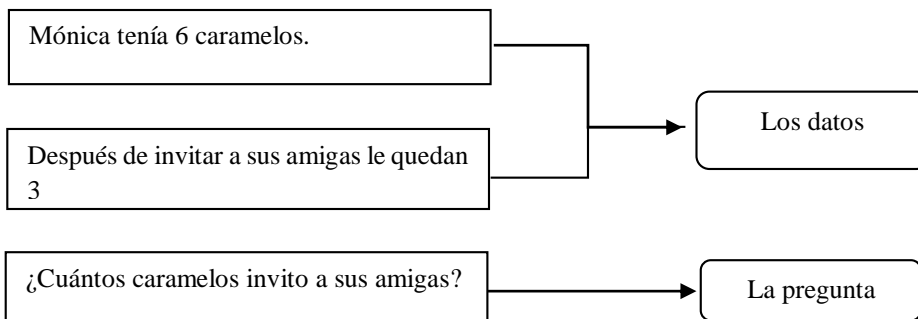 Mónica tenía 6 caramelos.
Los datos
Después de invitar a sus amigas le quedan
3
¿Cuántos caramelos invito a sus amigas?
La pregunta